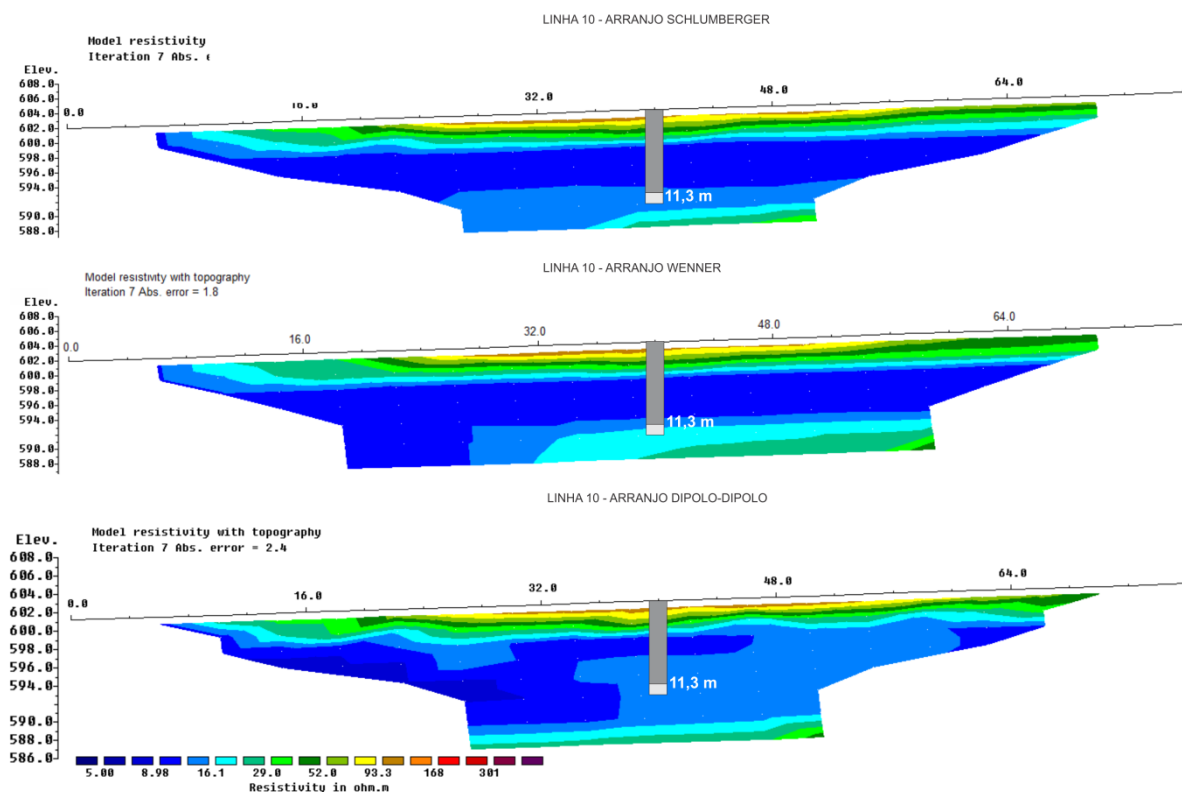 LINHA 10 - ARRANJO SCHLUMBERGER
Model resistivity
Iteration 7 Abs.
Elev.
608.0
606.0
604.0
602.0
600.0
598.0
596.0
594.0
590.0
588.0
0.0
16.0
32.0
48.0
64.0
11,3 m
LINHA 10 - ARRANJO WENNER
Model resistivity with topography
Iteration 7 Abs. error = 1.8
Elev.
608.0
606.0
604.0
602.0
600.0
598.0
596.0
594.0
590.0
588.0
0.0
16.0
32.0
48.0
64.0
11,3 m
LINHA 10 - ARRANJO DIPOLO-DIPOLO
Model resistivity with topography
Iteration 7 Abs. error = 2.4
Elev.
608.0
606.0
604.0
602.0
600.0
598.0
596.0
594.0
590.0
588.0
586.0
0.0
16.0
32.0
48.0
64.0
11,3 m
5.00 8.98 16.1 29.0 52.0 93.3 168 301
Resistivity in ohm.m